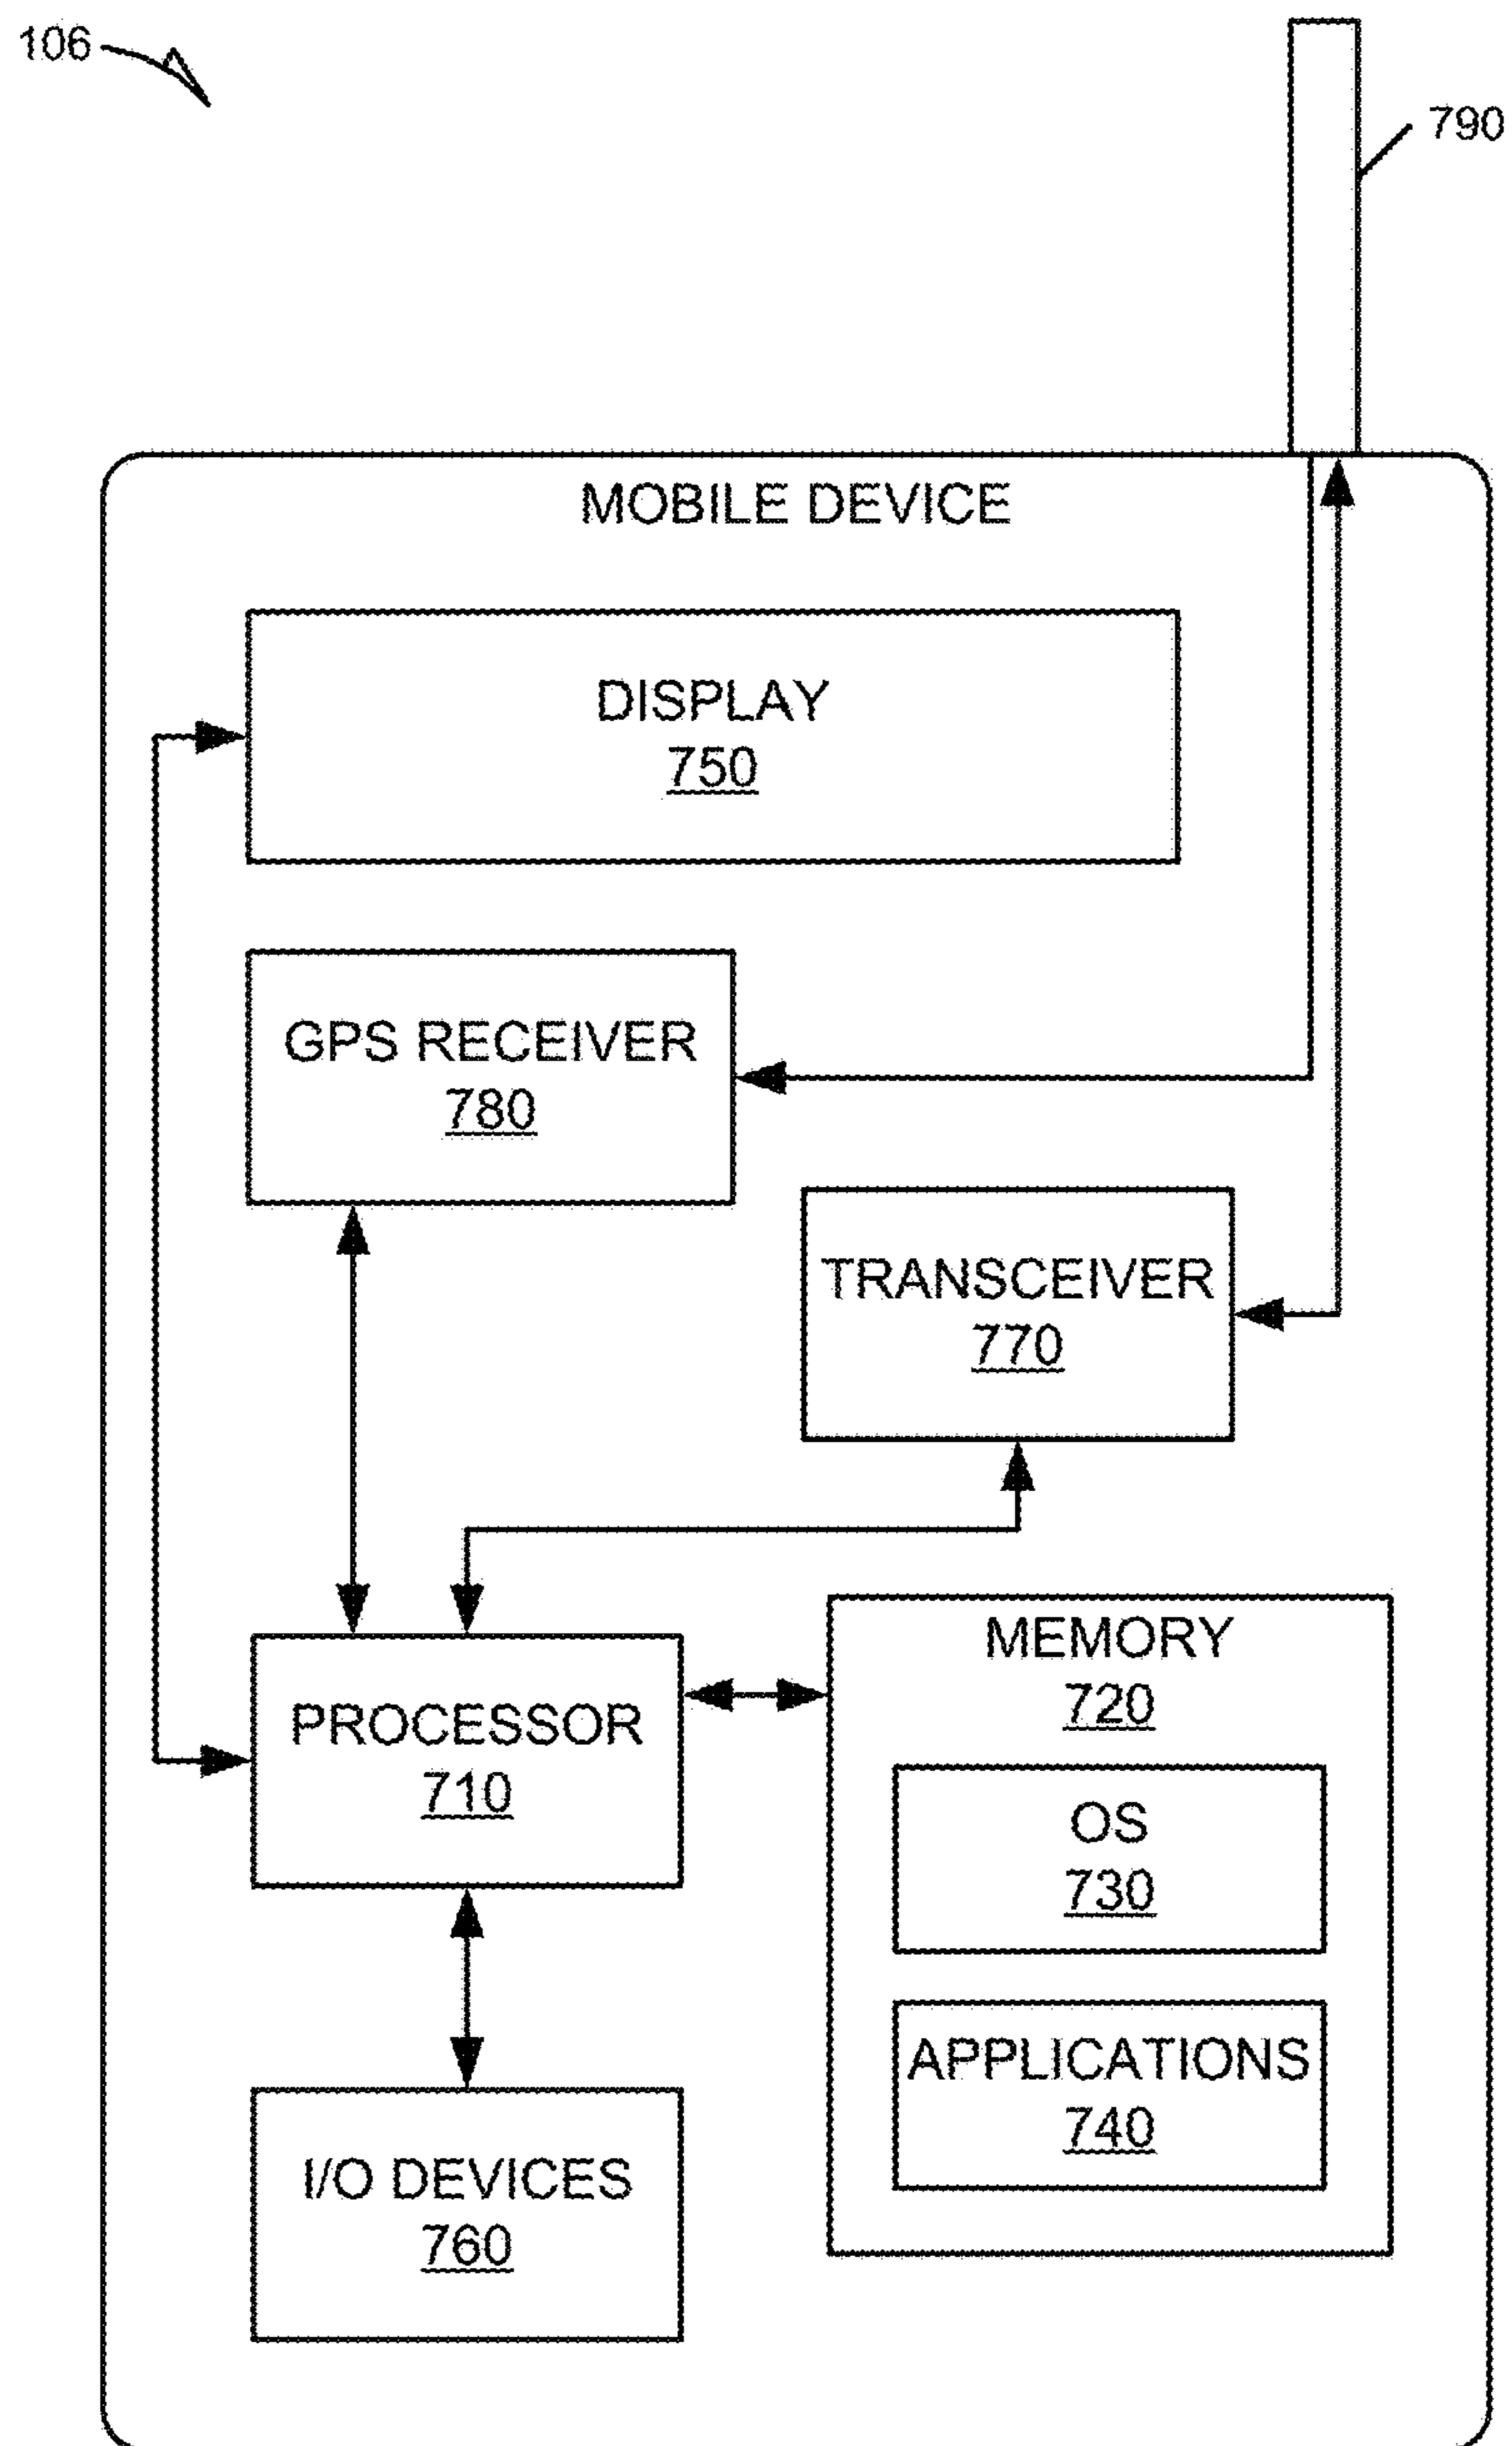 106
790
MOBILE DEVICE
DISPLAY
750
GPS RECEIVER
780
TRANSCEIVER
770
PROCESSOR
710
MEMORY
720
OS
730
APPLICATIONS
740
I/O DEVICES
760